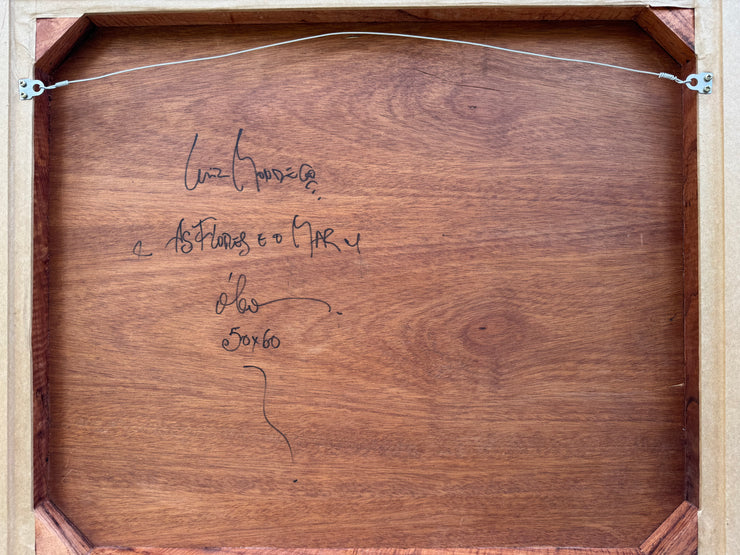 Luiz Mondego
"As Flores e o Mar"
óleo
50x60